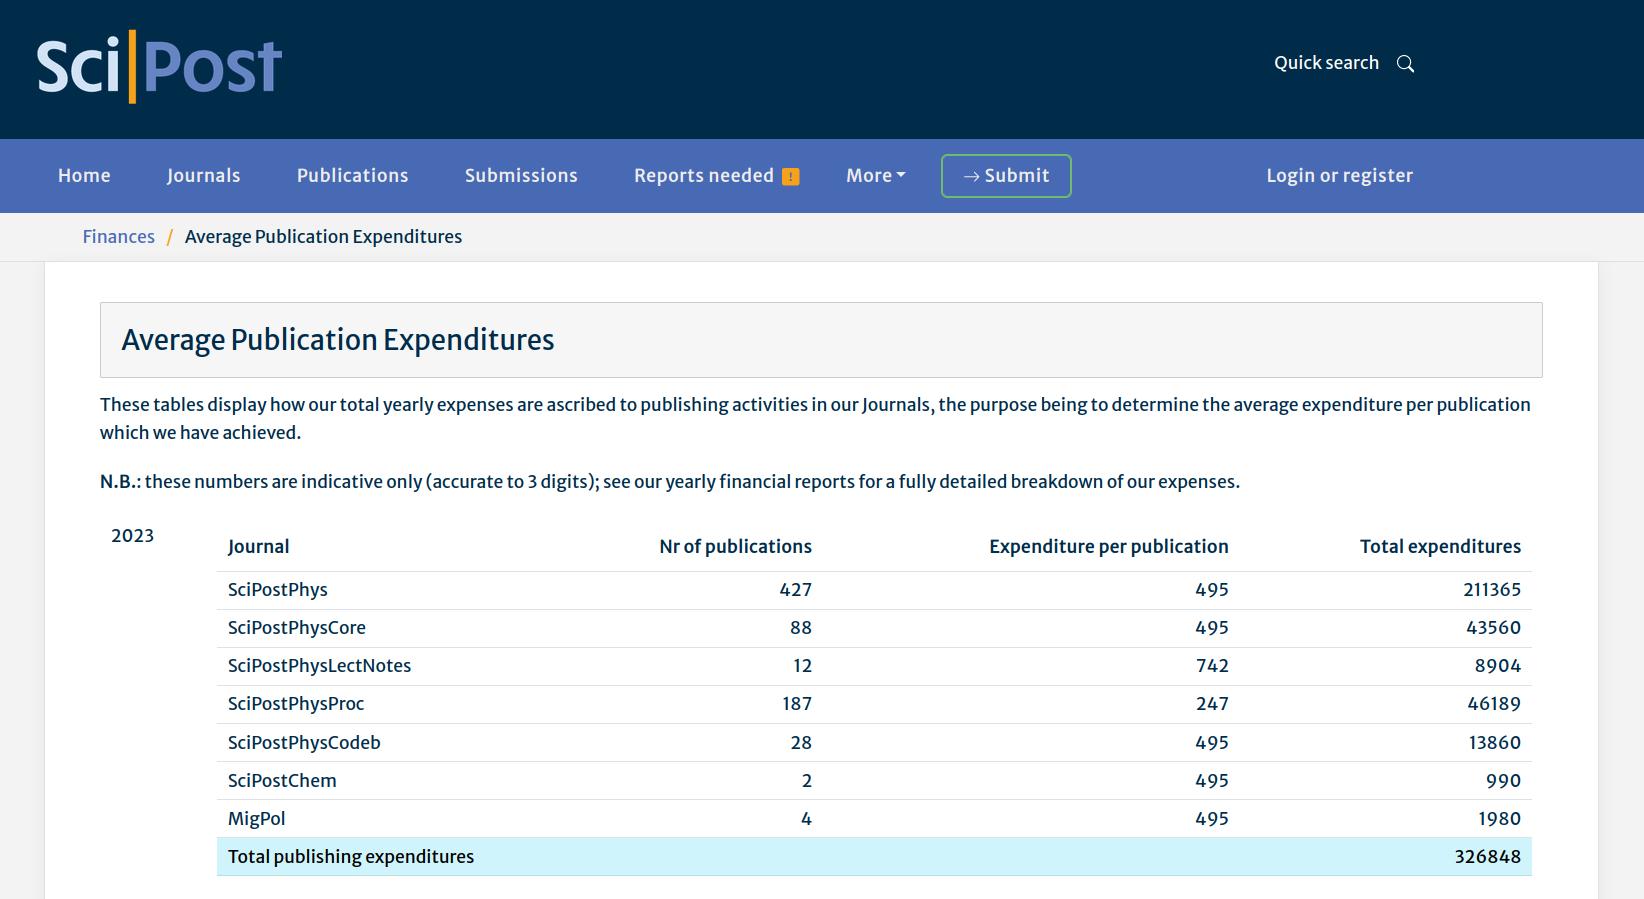 Sci|Post
Quick search
Home Journals Publications Submissions Reports needed ! More → Submit Login or register
Finances / Average Publication Expenditures
Average Publication Expenditures
These tables display how our total yearly expenses are ascribed to publishing activities in our Journals, the purpose being to determine the average expenditure per publication
which we have achieved.
N.B.: these numbers are indicative only (accurate to 3 digits); see our yearly financial reports for a fully detailed breakdown of our expenses.
2023
Journal Nr of publications Expenditure per publication Total expenditures
SciPostPhys 427 495 211365
SciPostPhysCore 88 495 43560
SciPostPhysLectNotes 12 742 8904
SciPostPhysProc 187 247 46189
SciPostPhysCodeb 28 495 13860
SciPostChem 2 495 990
MigPol 4 495 1980
Total publishing expenditures 326848